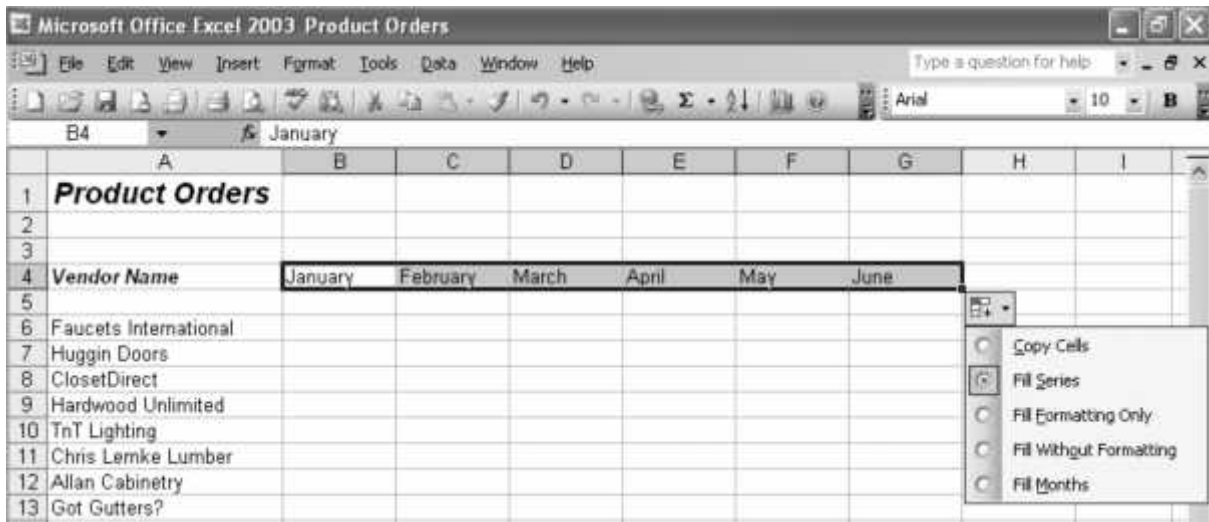 Microsoft Office Excel 2003 Product Orders
File Edit View Insert Format Tools Data Window Help Type a question for help
Σ Arial 10 B
B4 fx January
A B C D E F G H I
1 Product Orders
2
3
4 Vendor Name January February March April May June
5
6 Faucets International
Copy Cells
7 Huggin Doors
8 ClosetDirect
Fill Series
9 Hardwood Unlimited
Fill Formatting Only
10 TnT Lighting
11 Chris Lemke Lumber
Fill Without Formatting
12 Allan Cabinetry
Fill Months
13 Got Gutters?